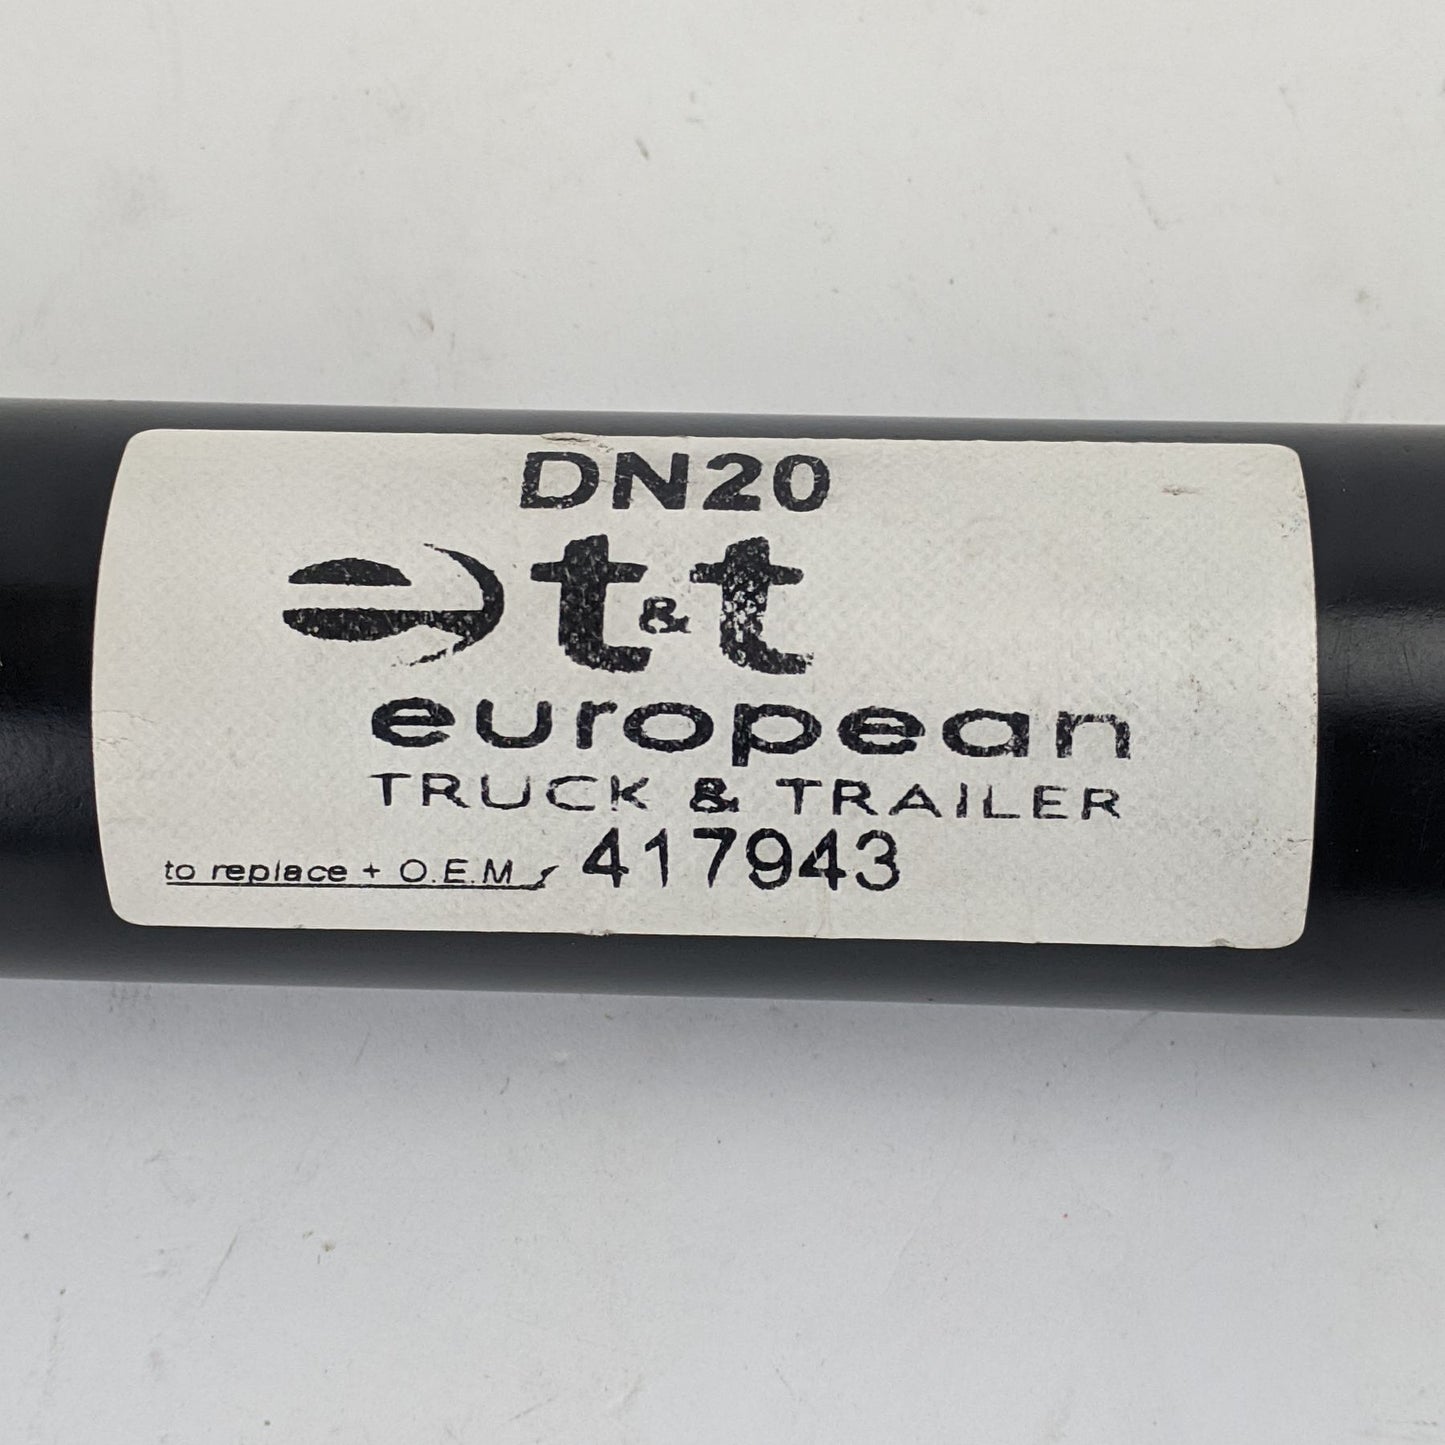 DN20
t&t
european
TRUCK & TRAILER
to replace + O.E.M 417943